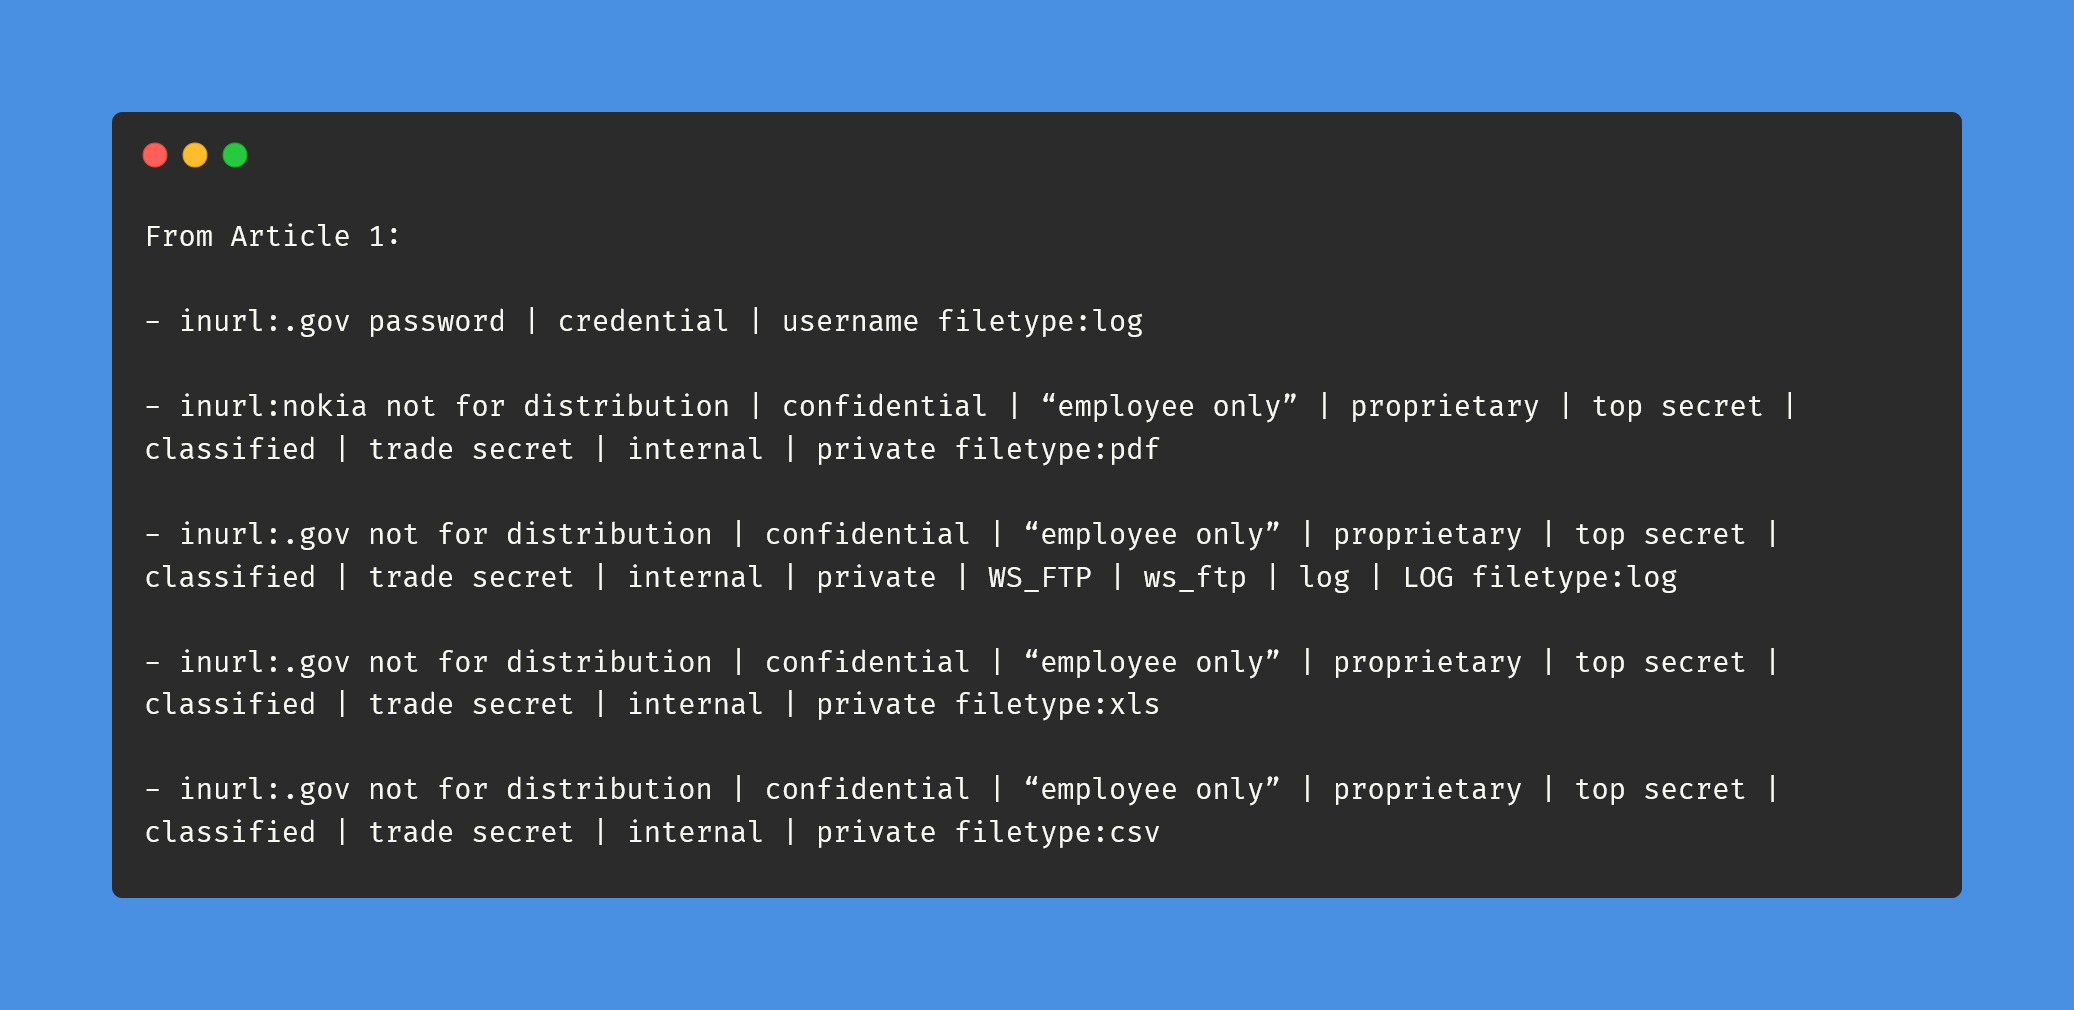 From Article 1:
- inurl:.gov password | credential | username filetype:log
- inurl:nokia not for distribution | confidential | “employee only” | proprietary | top secret |
classified | trade secret | internal | private filetype:pdf
- inurl:.gov not for distribution | confidential | “employee only” | proprietary | top secret |
classified | trade secret | internal | private | WS_FTP | ws_ftp | log | LOG filetype:log
- inurl:.gov not for distribution | confidential | “employee only” | proprietary | top secret |
classified | trade secret | internal | private filetype:xls
- inurl:.gov not for distribution | confidential | “employee only” | proprietary | top secret |
classified | trade secret | internal | private filetype:csv